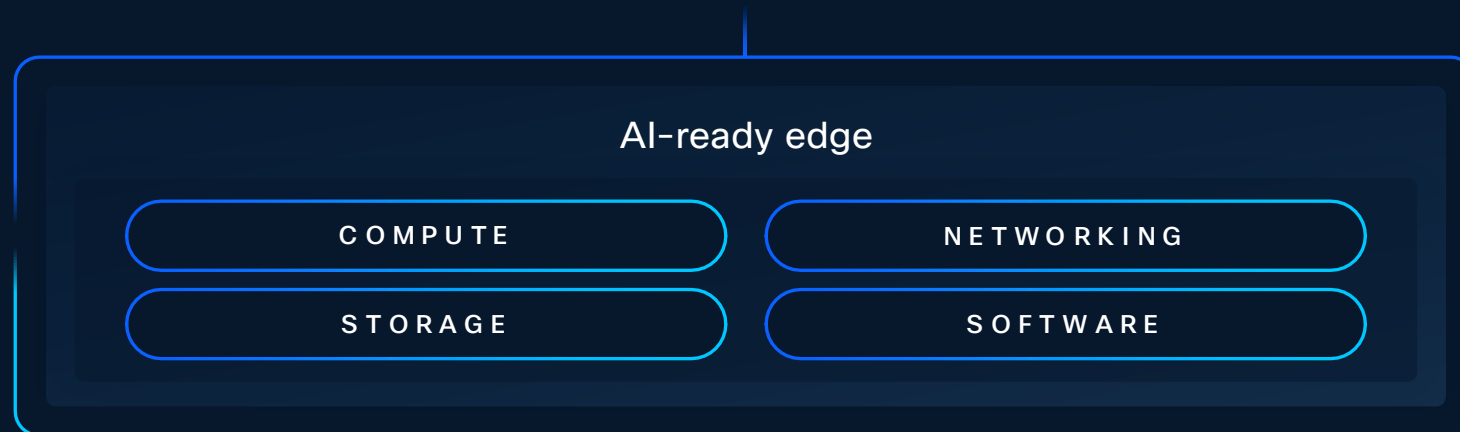 AI-ready edge
COMPUTE
NETWORKING
STORAGE
SOFTWARE